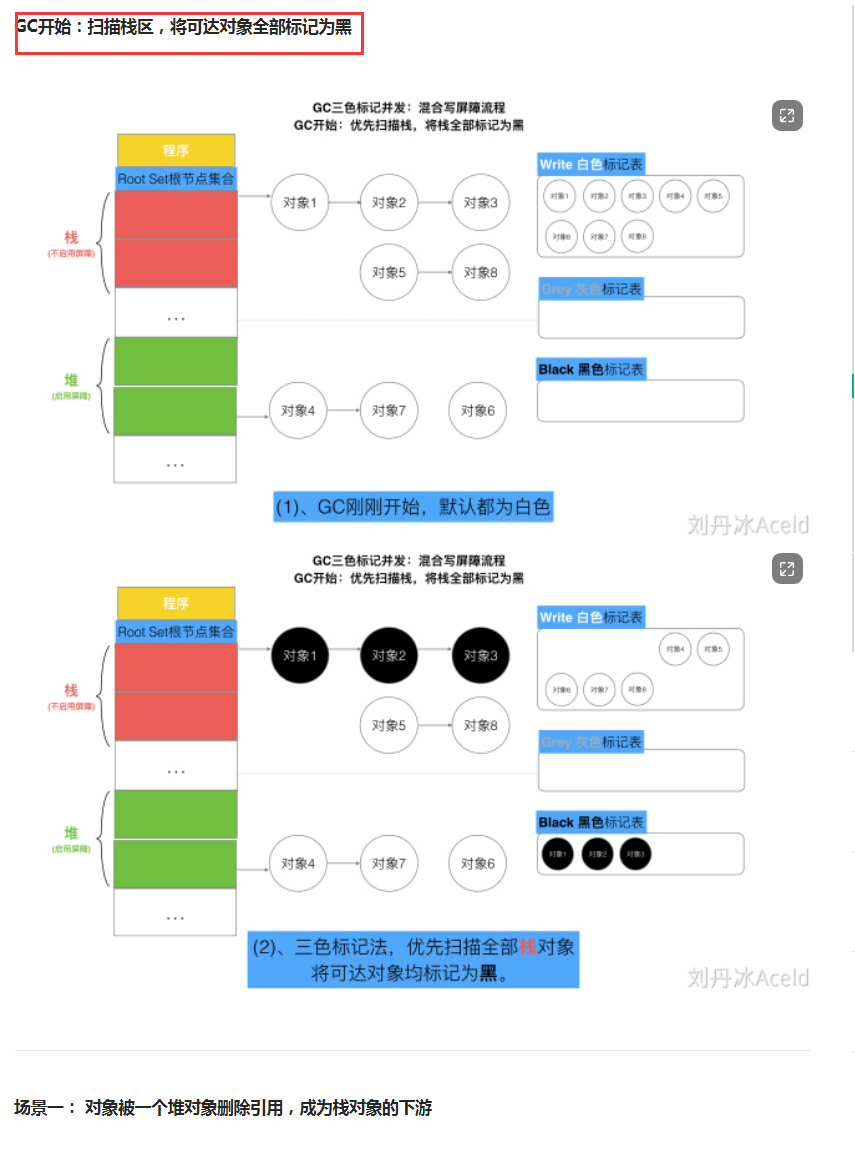 GC开始：扫描栈区，将可达对象全部标记为黑
GC三色标记并发：混合写屏障流程
GC开始：优先扫描栈，将栈全部标记为黑
程序
Root Set根节点集合
栈
(不启用屏障)
...
堆
(启用屏障)
...
对象1
对象2
对象3
对象5
对象8
对象4
对象7
对象6
Write 白色标记表
对象1
对象2
对象3
对象4
对象5
对象6
对象7
对象8
Grey 灰色标记表
Black 黑色标记表
(1)、GC刚刚开始，默认都为白色
刘丹冰Aceld
GC三色标记并发：混合写屏障流程
GC开始：优先扫描栈，将栈全部标记为黑
程序
Root Set根节点集合
栈
(不启用屏障)
...
堆
(启用屏障)
...
对象1
对象2
对象3
对象5
对象8
对象4
对象7
对象6
Write 白色标记表
对象4
对象5
对象6
对象7
对象8
Grey 灰色标记表
Black 黑色标记表
对象1
对象2
对象3
(2)、三色标记法，优先扫描全部栈对象
将可达对象均标记为黑。
刘丹冰Aceld
场景一： 对象被一个堆对象删除引用，成为栈对象的下游